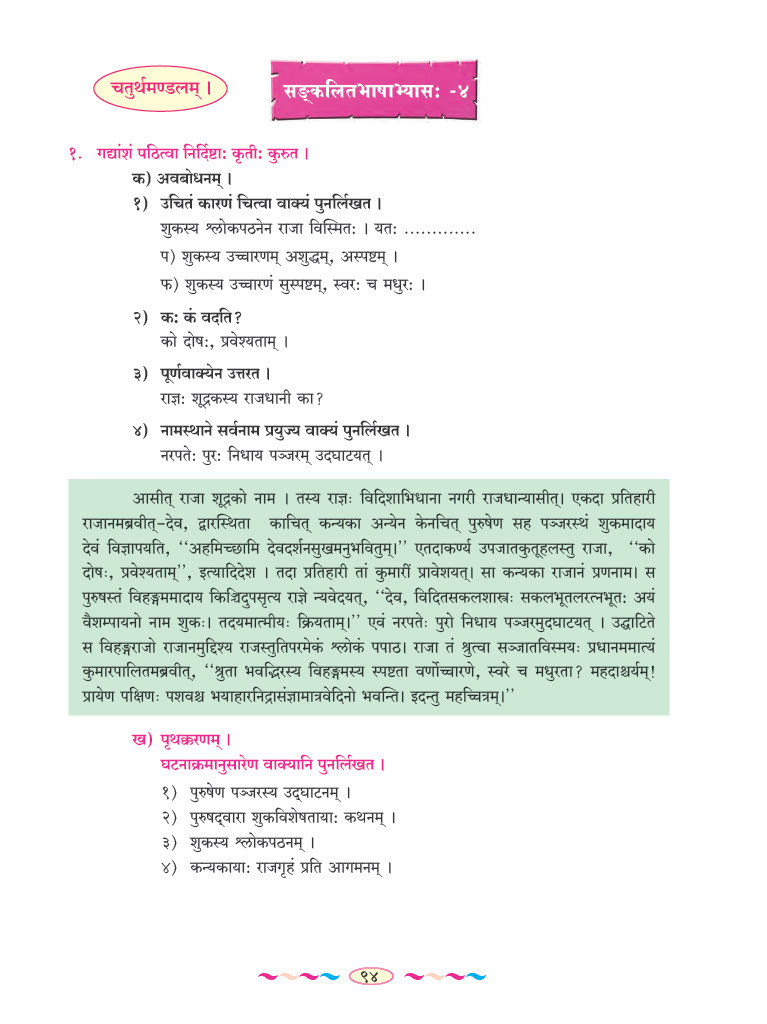 चतुर्थमण्डलम् ।
सङ्कलितभाषाभ्यासः -४
१. गद्यांशं पठित्वा निर्दिष्टाः कृतीः कुरुत ।
क) अवबोधनम् ।
१) उचितं कारणं चित्वा वाक्यं पुनर्लिखत ।
शुकस्य श्लोकपठनेन राजा विस्मितः । यतः .............
प) शुकस्य उच्चारणम् अशुद्धम्, अस्पष्टम् ।
फ) शुकस्य उच्चारणं सुस्पष्टम्, स्वरः च मधुरः ।
२) कः कं वदति?
को दोषः, प्रवेश्यताम् ।
३) पूर्णवाक्येन उत्तरत ।
राज्ञः शूद्रकस्य राजधानी का?
४) नामस्थाने सर्वनाम प्रयुज्य वाक्यं पुनर्लिखत ।
नरपतेः पुरः निधाय पञ्जरम् उदघाटयत् ।
आसीत् राजा शूद्रको नाम । तस्य राज्ञः विदिशाभिधाना नगरी राजधान्यासीत्। एकदा प्रतिहारी
राजानमब्रवीत्-देव, द्वारस्थिता काचित् कन्यका अन्येन केनचित् पुरुषेण सह पञ्जरस्थं शुकमादाय
देवं विज्ञापयति, ‘‘अहमिच्छामि देवदर्शनसुखमनुभवितुम्।’’ एतदाकर्ण्य उपजातकुतूहलस्तु राजा, ‘‘को
दोषः, प्रवेश्यताम्’’, इत्यादिदेश । तदा प्रतिहारी तां कुमारीं प्रावेशयत्। सा कन्यका राजानं प्रणनाम। स
पुरुषस्तं विहङ्गममादाय किञ्चिदुपसृत्य राज्ञे न्यवेदयत्, ‘‘देव, विदितसकलशास्त्रः सकलभूतलरत्नभूतः अयं
वैशम्पायनो नाम शुकः। तदयमात्मीयः क्रियताम्।’’ एवं नरपतेः पुरो निधाय पञ्जरमुदघाटयत् । उद्घाटिते
स विहङ्गराजो राजानमुद्दिश्य राजस्तुतिपरमेकं श्लोकं पपाठ। राजा तं श्रुत्वा सञ्जातविस्मयः प्रधानममात्यं
कुमारपालितमब्रवीत्, ‘‘श्रुता भवद्भिरस्य विहङ्गमस्य स्पष्टता वर्णोच्चारणे, स्वरे च मधुरता? महदाश्चर्यम्!
प्रायेण पक्षिणः पशवश्च भयाहारनिद्रासंज्ञामात्रवेदिनो भवन्ति। इदन्तु महच्चित्रम्।’’
ख) पृथक्करणम् ।
घटनाक्रमानुसारेण वाक्यानि पुनर्लिखत ।
१) पुरुषेण पञ्जरस्य उद्घाटनम् ।
२) पुरुषद्वारा शुकविशेषतायाः कथनम् ।
३) शुकस्य श्लोकपठनम् ।
४) कन्यकायाः राजगृहं प्रति आगमनम् ।
९४